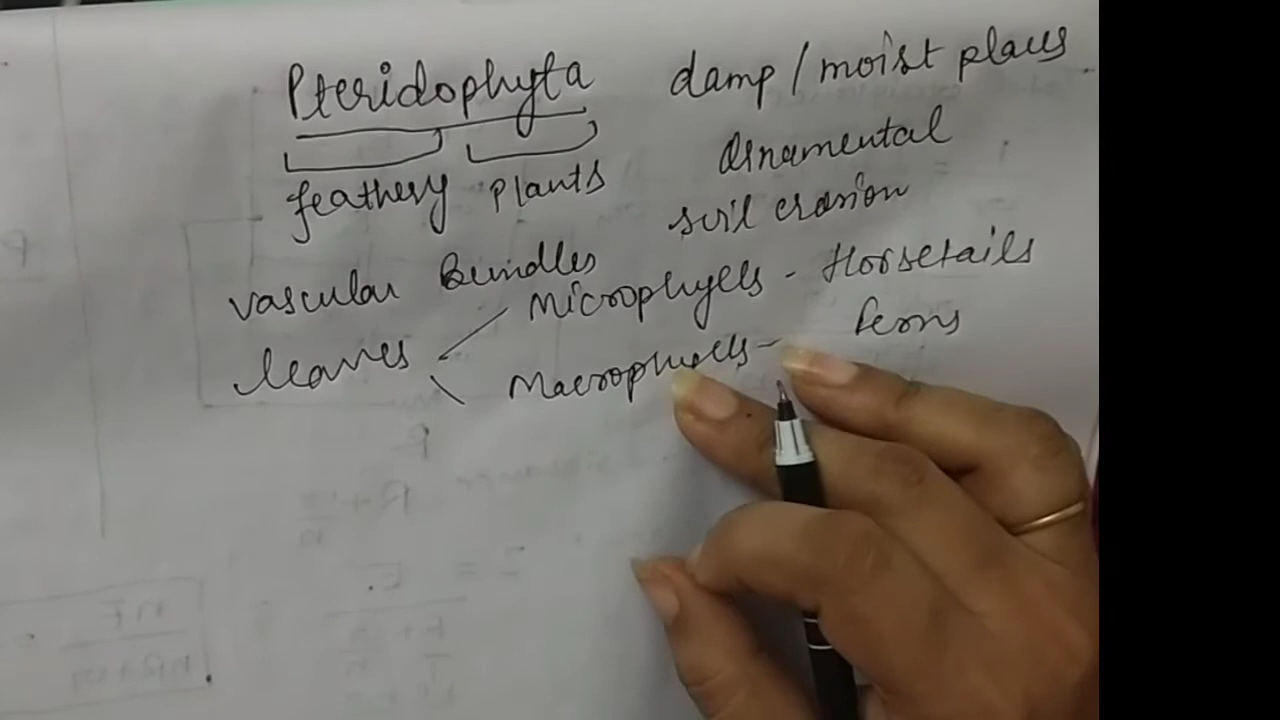 Pteridophyta
feathery plants
damp / moist places
Ornamental
soil erosion
vascular Bundles
leaves
Microphylls - Horsetails
Macrophylls - ferns